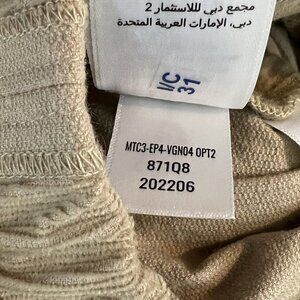 مجمع دبي للاستثمار 2
دبي، الإمارات العربية المتحدة
I/C
31
MTC3-EP4-VGN04 OPT2
871Q8
202206